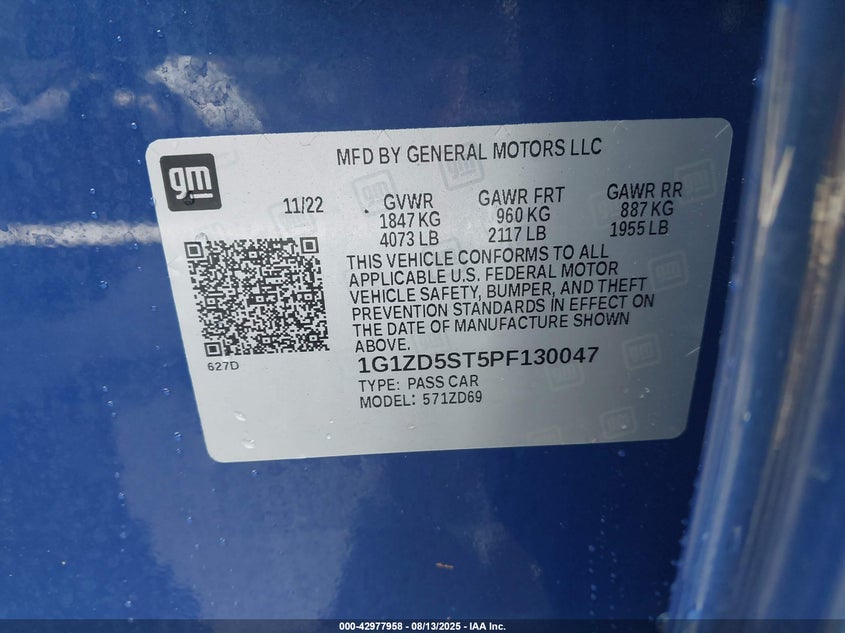 gm
MFD BY GENERAL MOTORS LLC
11/22 GVWR GAWR FRT GAWR RR
1847 KG 960 KG 887 KG
4073 LB 2117 LB 1955 LB
THIS VEHICLE CONFORMS TO ALL
APPLICABLE U.S. FEDERAL MOTOR
VEHICLE SAFETY, BUMPER, AND THEFT
PREVENTION STANDARDS IN EFFECT ON
THE DATE OF MANUFACTURE SHOWN
ABOVE.
627D
1G1ZD5ST5PF130047
TYPE: PASS CAR
MODEL: 571ZD69
000-42977958 - 08/13/2025 - IAA Inc.